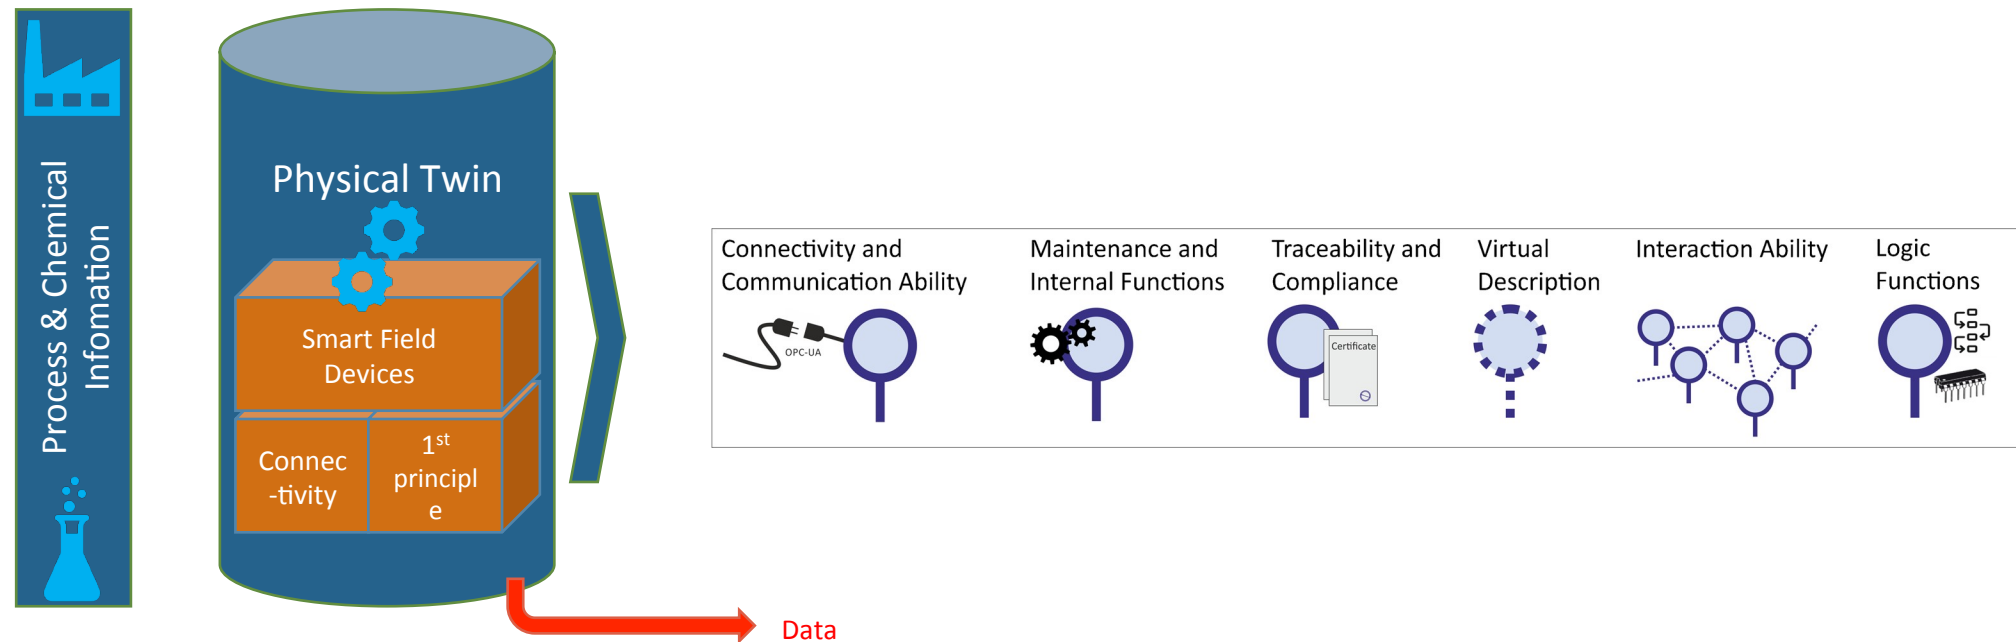 Process & Chemical
Infomation
Physical Twin
Smart Field
Devices
Connec
-tivity
1st
principl
e
Data
Connectivity and
Communication Ability
OPC-UA
Maintenance and
Internal Functions
Traceability and
Compliance
Certificate
Virtual
Description
Interaction Ability
Logic
Functions